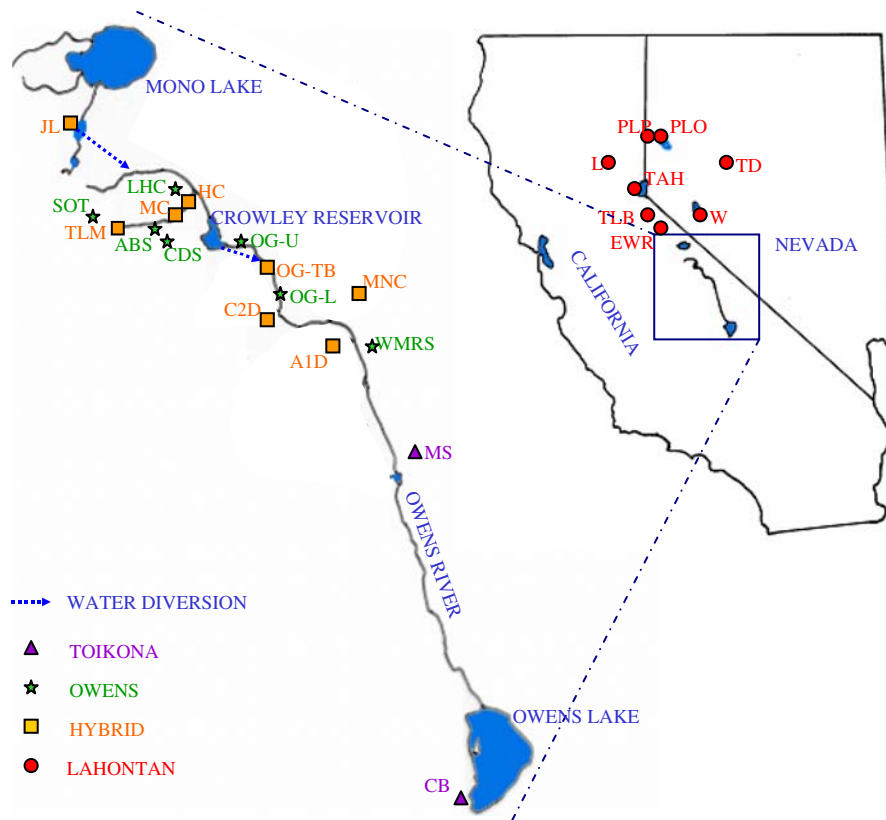 MONO LAKE
JL
LHC
HC
SOT
MC
CROWLEY RESERVOIR
TLM
ABS
CDS
OG-U
OG-TB
MNC
OG-L
C2D
A1D
WMRS
MS
OWENS RIVER
OWENS LAKE
CB
WATER DIVERSION
TOIKONA
OWENS
HYBRID
LAHONTAN
PLP
PLO
L
TD
TAH
TLB
W
EWR
NEVADA
CALIFORNIA